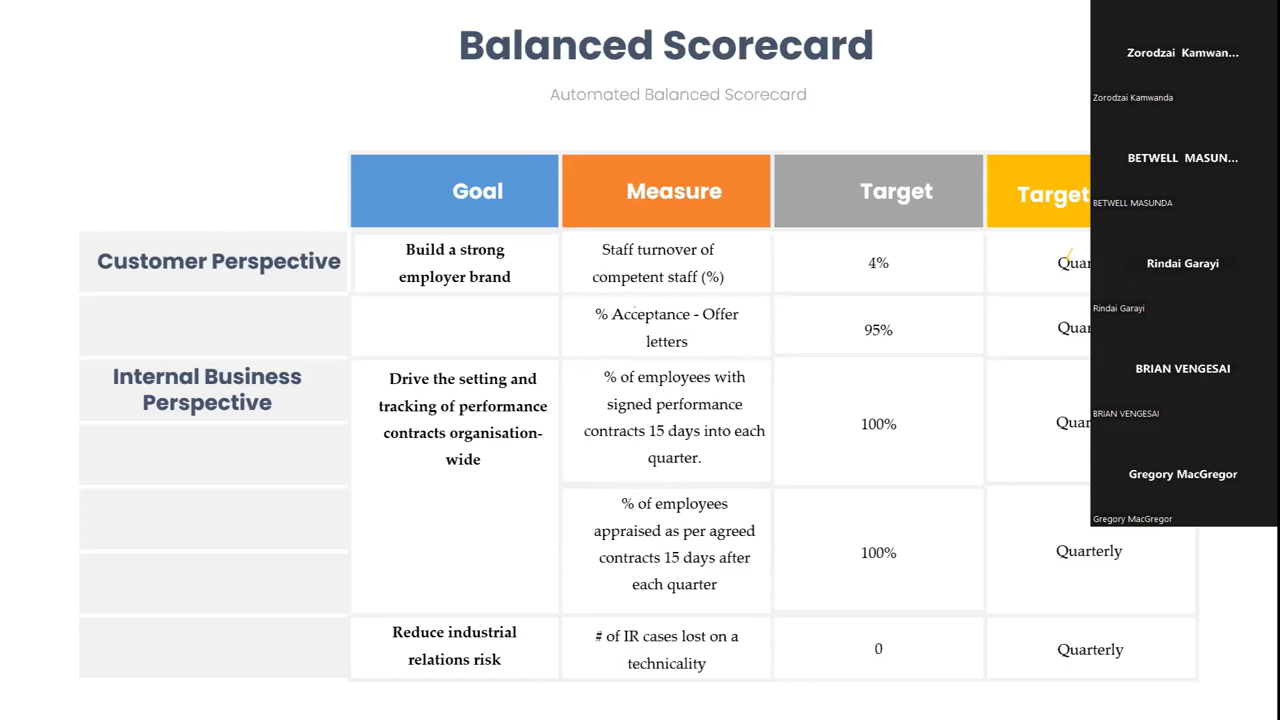 Balanced Scorecard
Automated Balanced Scorecard
Goal
Measure
Target
Target
Customer Perspective
Build a strong
employer brand
Staff turnover of
competent staff (%)
4%
% Acceptance - Offer
letters
95%
Internal Business
Perspective
Drive the setting and
tracking of performance
contracts organisation-
wide
% of employees with
signed performance
contracts 15 days into each
quarter.
100%
% of employees
appraised as per agreed
contracts 15 days after
each quarter
100%
Quarterly
Reduce industrial
relations risk
# of IR cases lost on a
technicality
0
Quarterly
Zorodzai Kamwan...
Zorodzai Kamwanda
BETWELL MASUN...
BETWELL MASUNDA
Rindai Garayi
Rindai Garayi
BRIAN VENGESAI
BRIAN VENGESAI
Gregory MacGregor
Gregory MacGregor